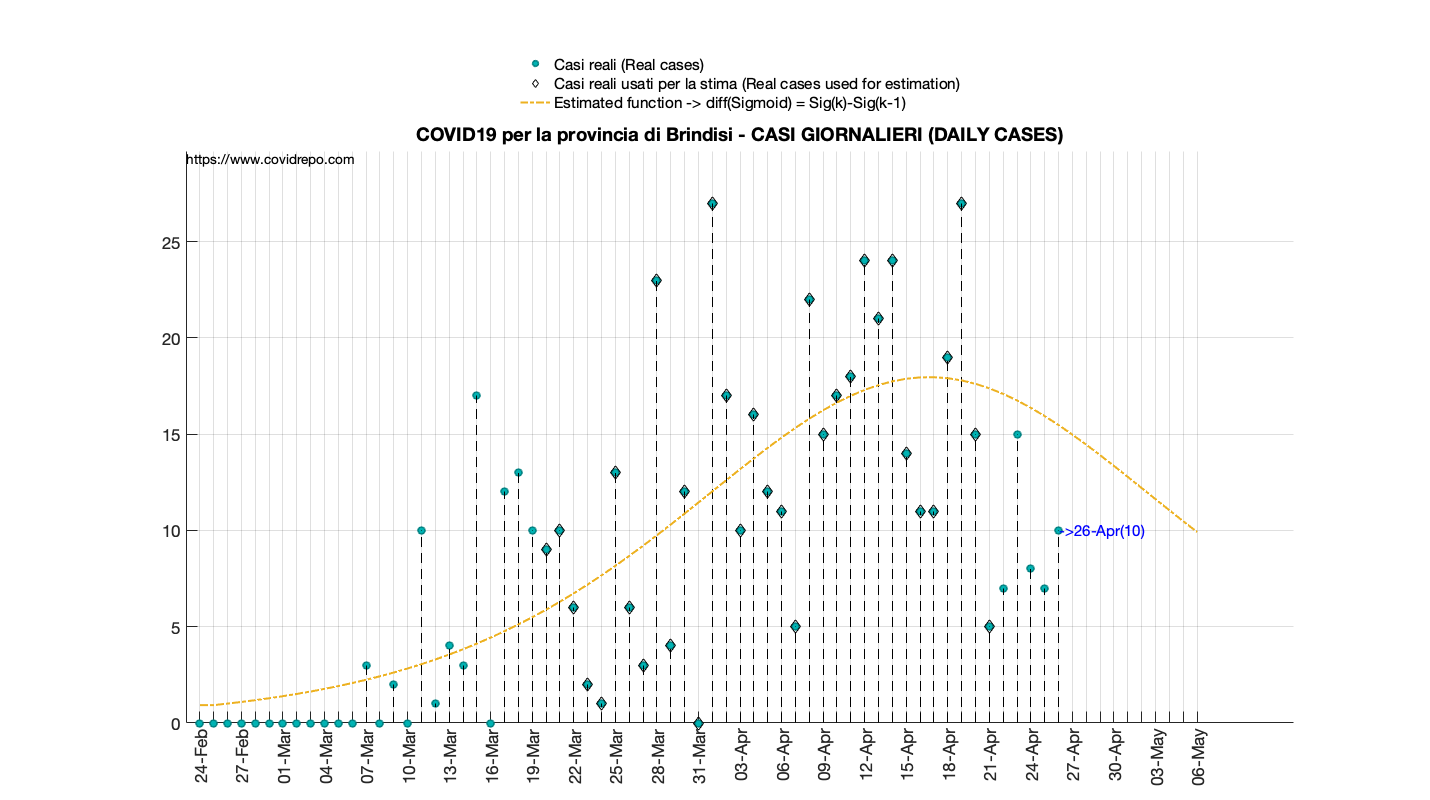 Casi reali (Real cases)
Casi reali usati per la stima (Real cases used for estimation)
Estimated function -> diff(Sigmoid) = Sig(k)-Sig(k-1)
COVID19 per la provincia di Brindisi - CASI GIORNALIERI (DAILY CASES)
https://www.covidrepo.com
25
20
15
10
5
0
->26-Apr(10)
24-Feb
27-Feb
01-Mar
04-Mar
07-Mar
10-Mar
13-Mar
16-Mar
19-Mar
22-Mar
25-Mar
28-Mar
31-Mar
03-Apr
06-Apr
09-Apr
12-Apr
15-Apr
18-Apr
21-Apr
24-Apr
27-Apr
30-Apr
03-May
06-May